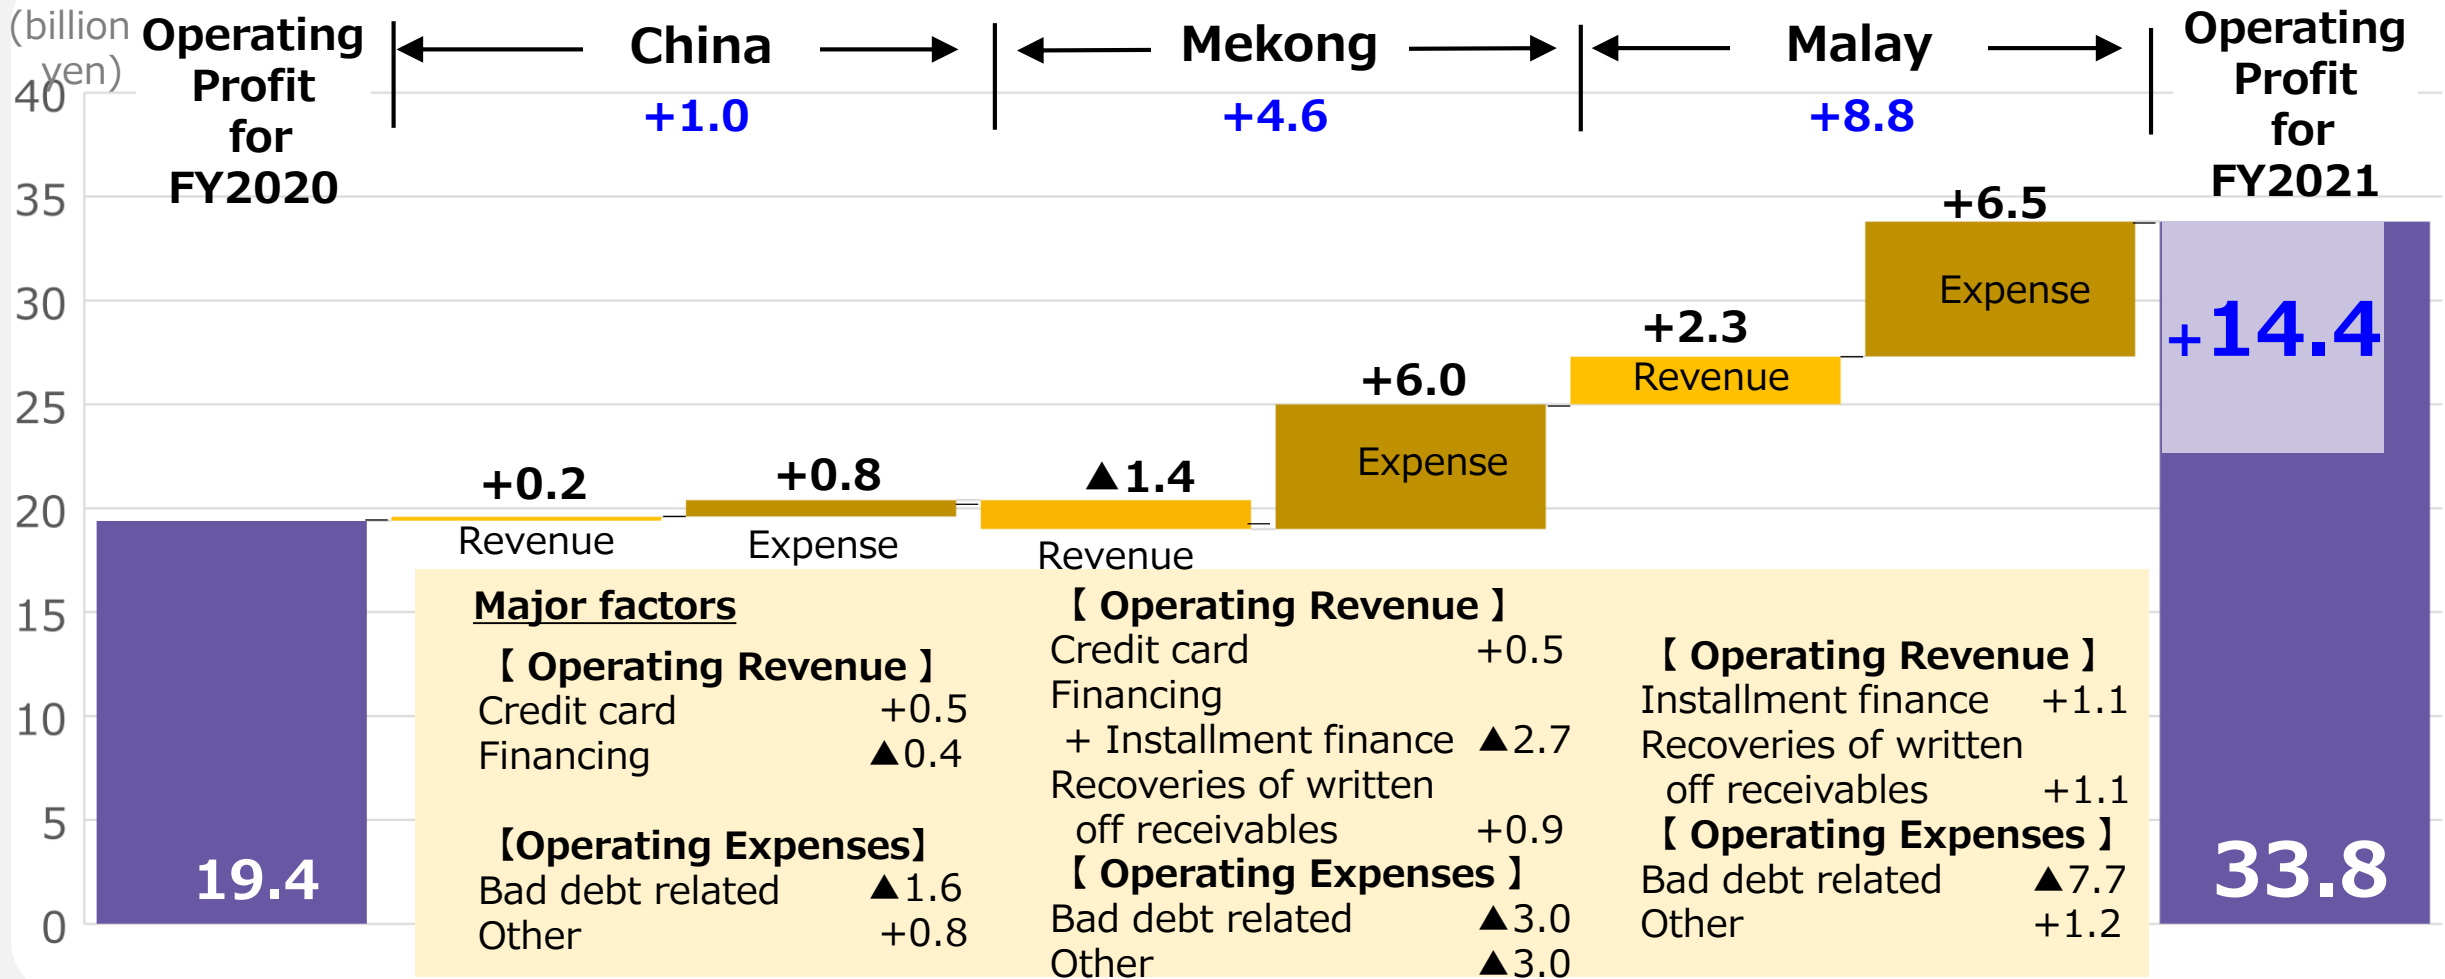 (billion
yen)
Operating
Profit
for
FY2020
China
+1.0
Mekong
+4.6
Malay
+8.8
Operating
Profit
for
FY2021
40
35
30
25
20
15
10
5
0
19.4
+0.2
Revenue
+0.8
Expense
▲1.4
Revenue
+6.0
Expense
+2.3
Revenue
+6.5
Expense
+14.4
33.8
Major factors
【 Operating Revenue 】
Credit card +0.5
Financing ▲0.4
【Operating Expenses】
Bad debt related ▲1.6
Other +0.8
【 Operating Revenue 】
Credit card +0.5
Financing
+ Installment finance ▲2.7
Recoveries of written
off receivables +0.9
【 Operating Expenses 】
Bad debt related ▲3.0
Other ▲3.0
【 Operating Revenue 】
Installment finance +1.1
Recoveries of written
off receivables +1.1
【 Operating Expenses 】
Bad debt related ▲7.7
Other +1.2